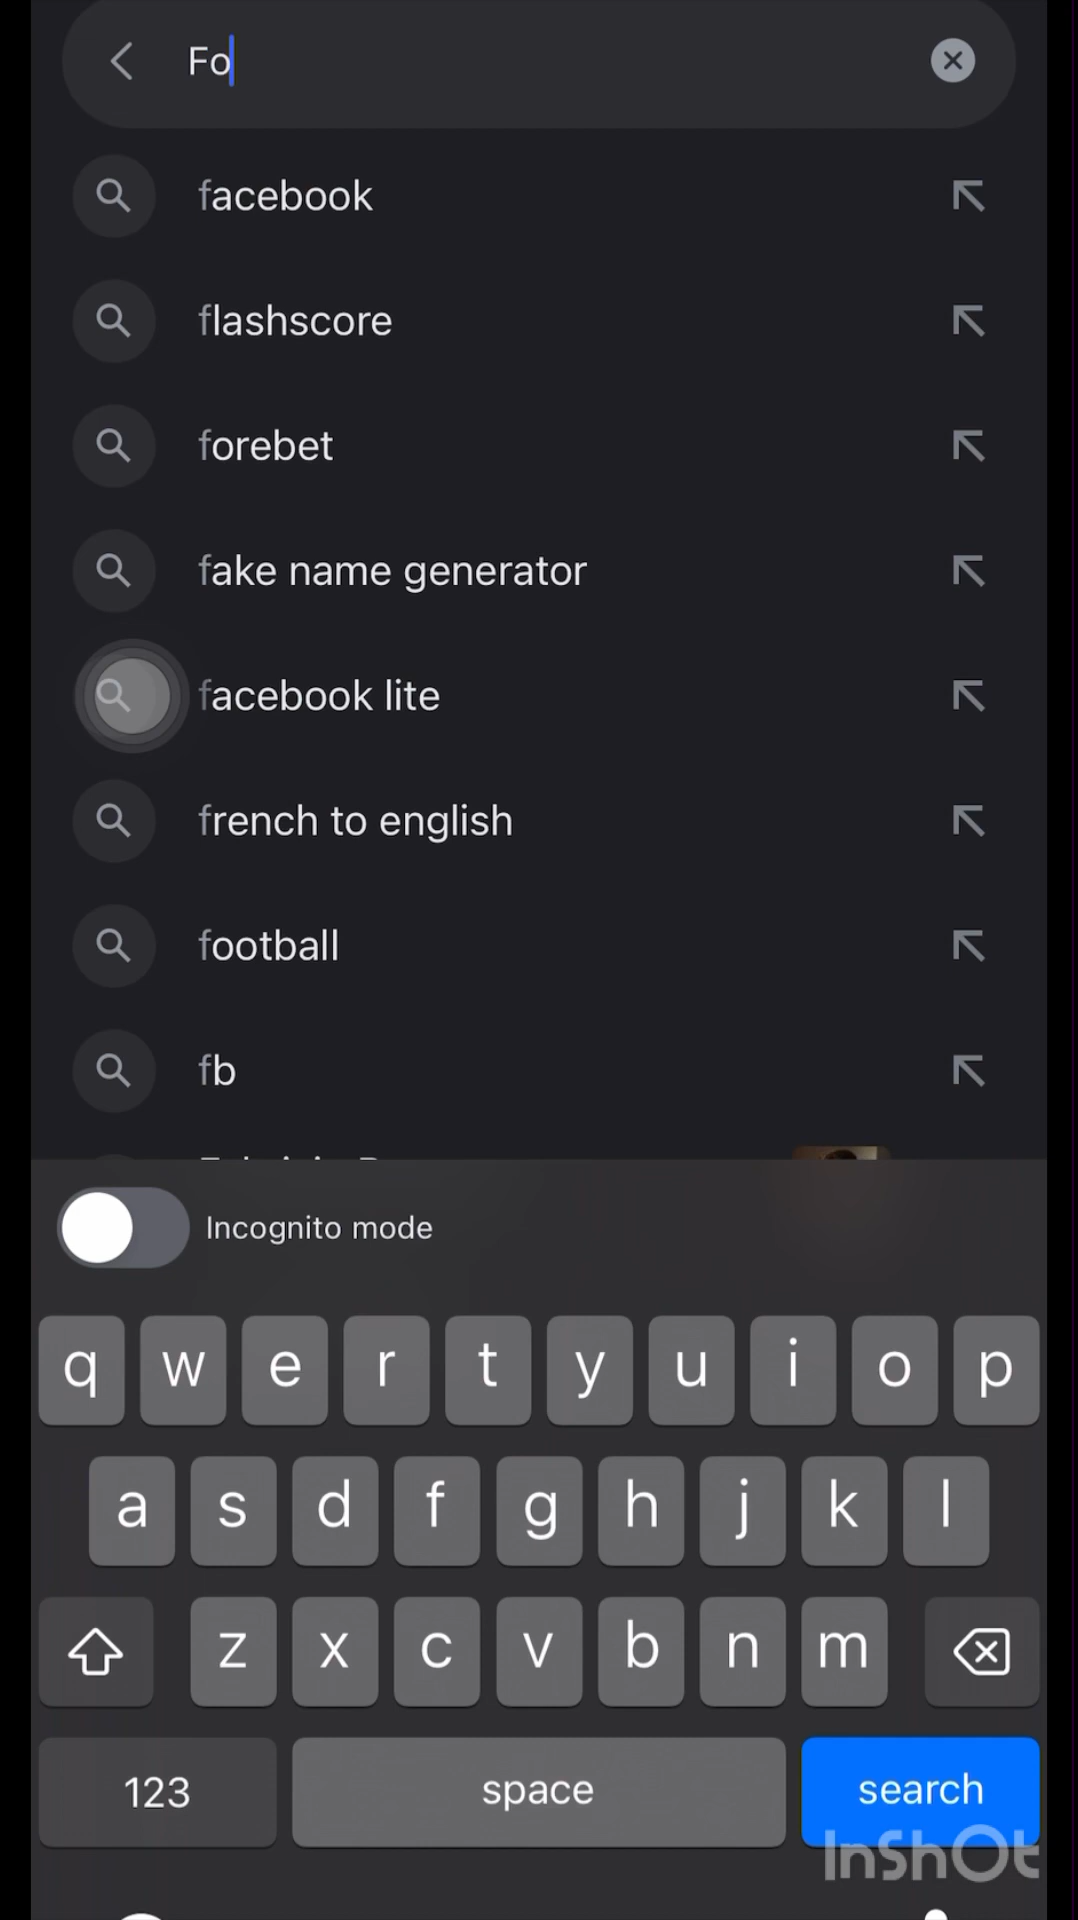 Fo
facebook
flashscore
forebet
fake name generator
facebook lite
french to english
football
fb
Incognito mode
q w e r t y u i o p
a s d f g h j k l
z x c v b n m
123 space search
InShOt